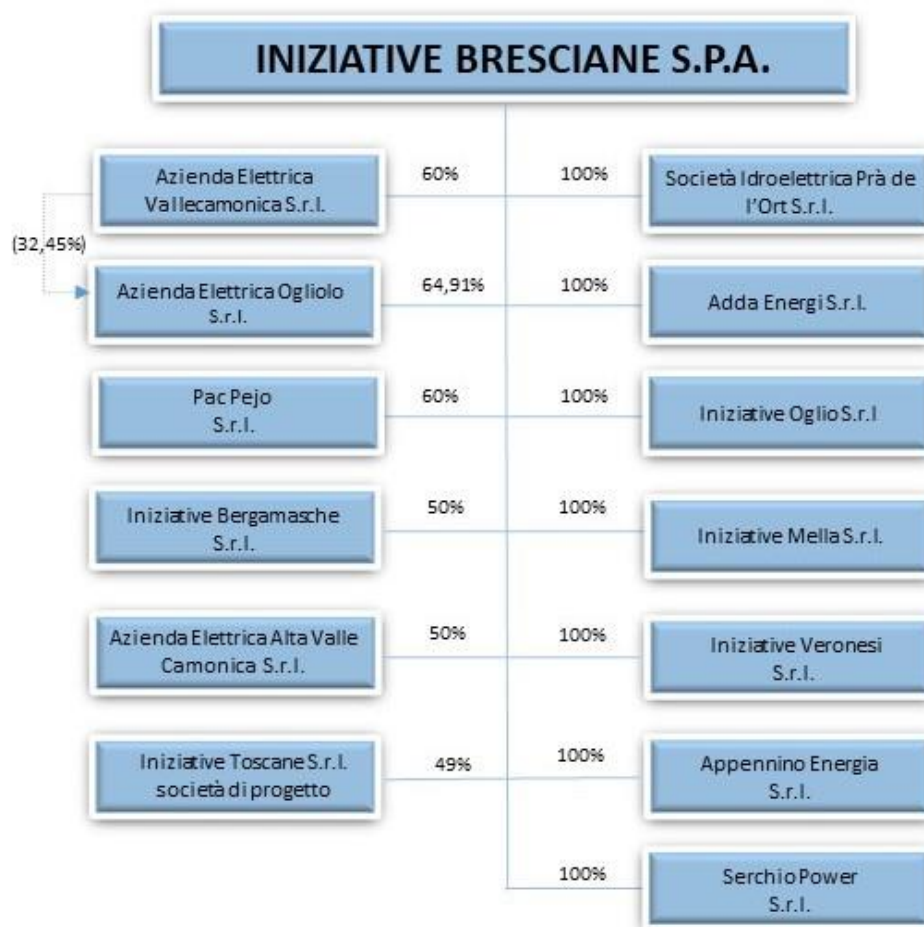 INIZIATIVE BRESCIANE S.P.A.
Azienda Elettrica
Vallecamonica S.r.l.
60%
100%
Società Idroelettrica Prà de
l'Ort S.r.l.
(32,45%)
Azienda Elettrica Ogliolo
S.r.l.
64,91%
100%
Adda Energi S.r.l.
Pac Pejo
S.r.l.
60%
100%
Iniziative Oglio S.r.l
Iniziative Bergamasche
S.r.l.
50%
100%
Iniziative Mella S.r.l.
Azienda Elettrica Alta Valle
Camonica S.r.l.
50%
100%
Iniziative Veronesi
S.r.l.
Iniziative Toscane S.r.l.
società di progetto
49%
100%
Appennino Energia
S.r.l.
100%
Serchio Power
S.r.l.